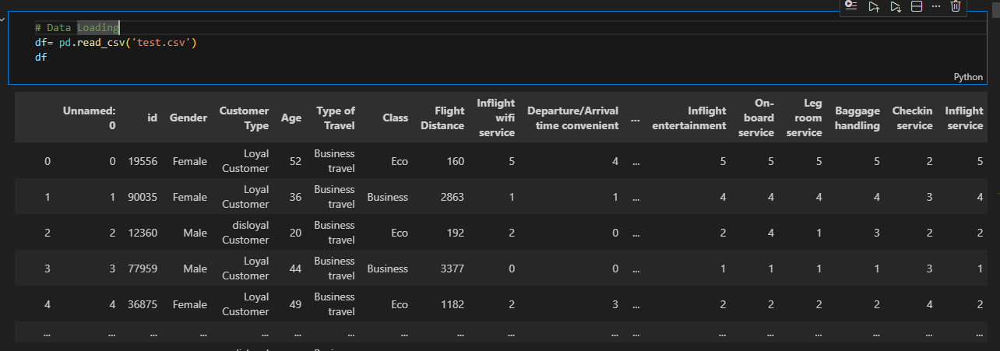 # Data Loading
df= pd.read_csv('test.csv')
df
Python
Unnamed: 0 id Gender Customer Type Age Type of Travel Class Flight Distance Inflight wifi service Departure/Arrival time convenient ... Inflight entertainment On-board service Leg room service Baggage handling Checkin service Inflight service
0 0 19556 Female Loyal Customer 52 Business travel Eco 160 5 4 ... 5 5 5 5 2 5
1 1 90035 Female Loyal Customer 36 Business travel Business 2863 1 1 ... 4 4 4 4 3 4
2 2 12360 Male disloyal Customer 20 Business travel Eco 192 2 0 ... 2 4 1 3 2 2
3 3 77959 Male Loyal Customer 44 Business travel Business 3377 0 0 ... 1 1 1 1 3 1
4 4 36875 Female Loyal Customer 49 Business travel Eco 1182 2 3 ... 2 2 2 2 4 2
... ... ... ... ... ... ... ... ... ... ... ... ... ... ... ... ... ...